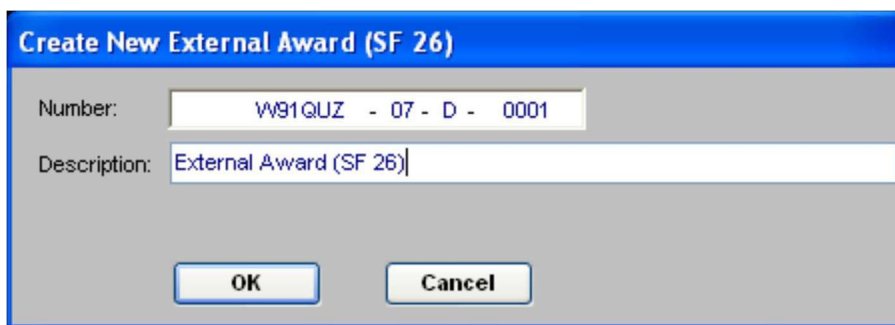 Create New External Award (SF 26)
Number: W91QUZ - 07 - D - 0001
Description: External Award (SF 26)
OK Cancel